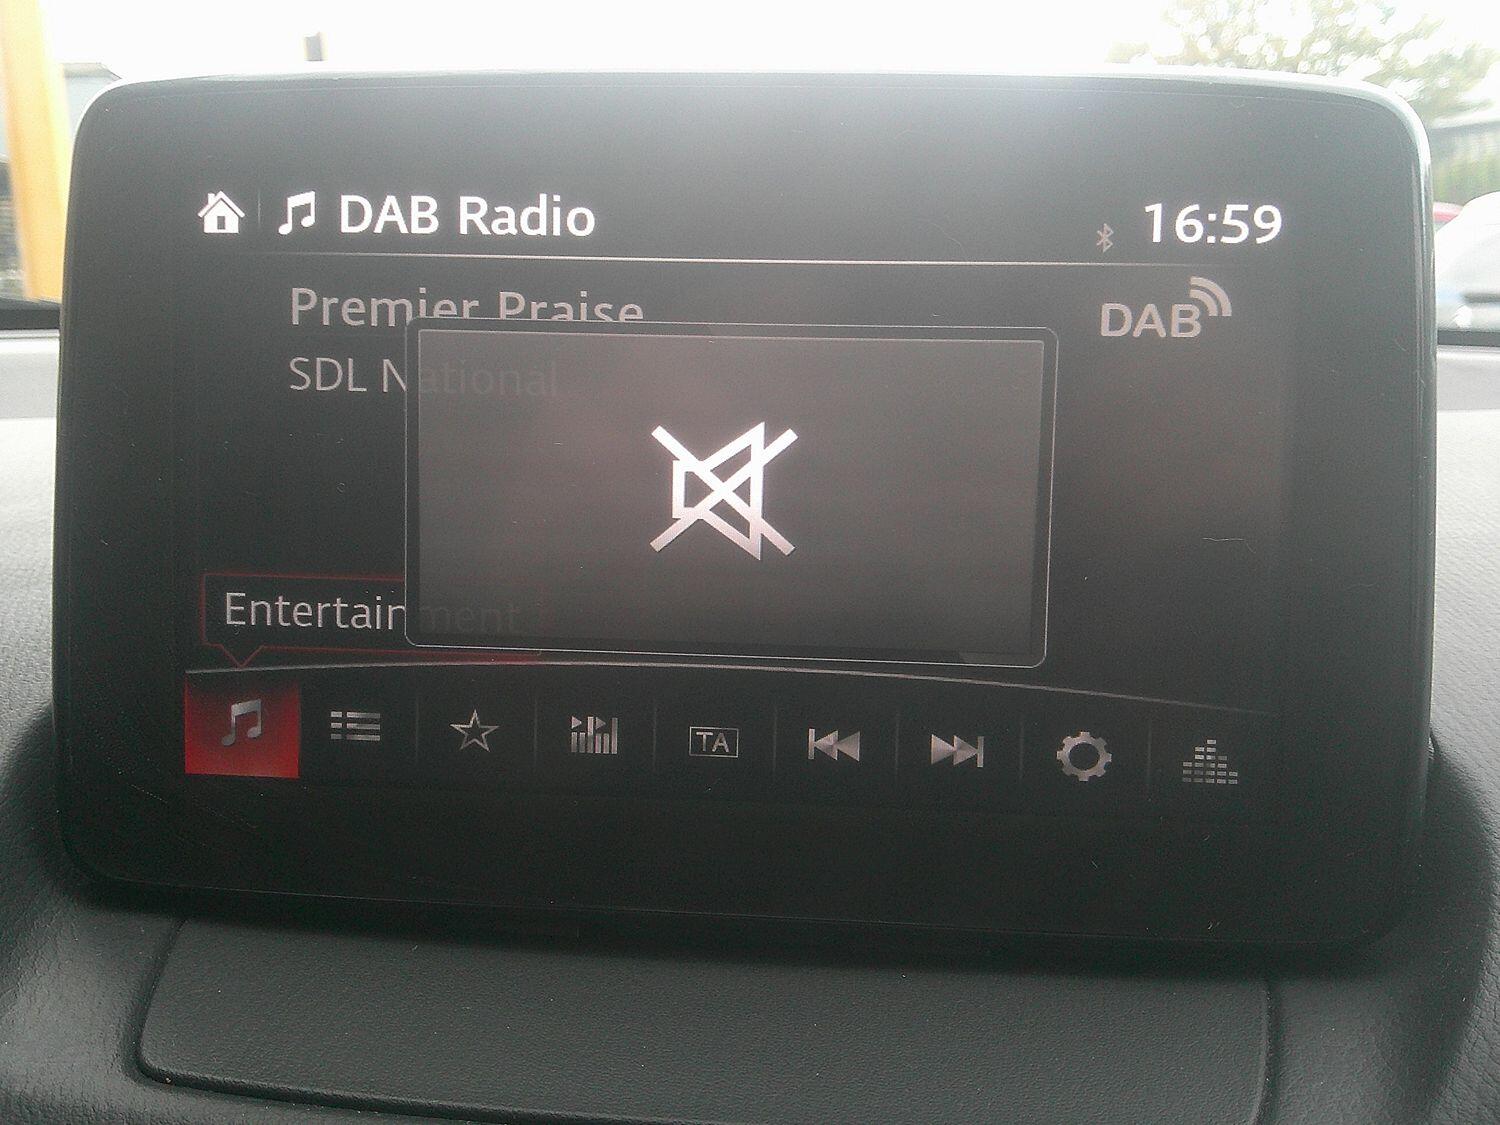 DAB Radio
16:59
Premier Praise
DAB
SDL National
Entertainment
TA